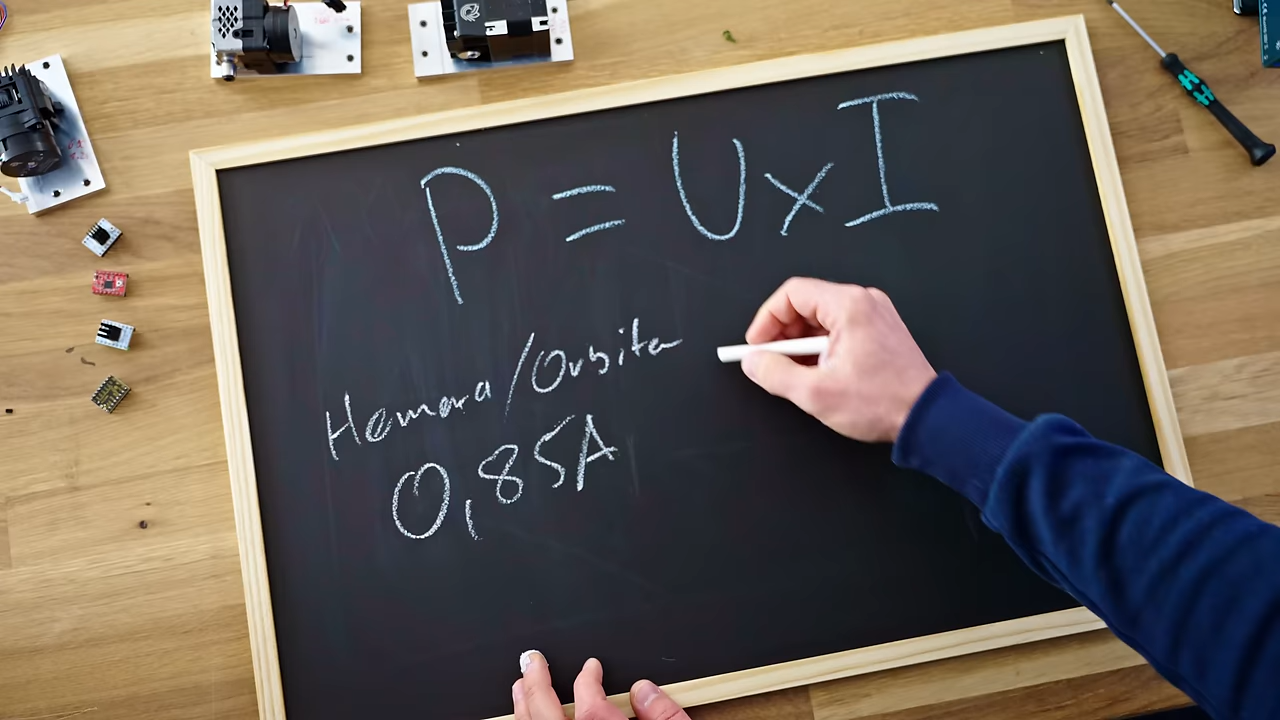 P = U x I
Hemera/Orbiter
0,85A